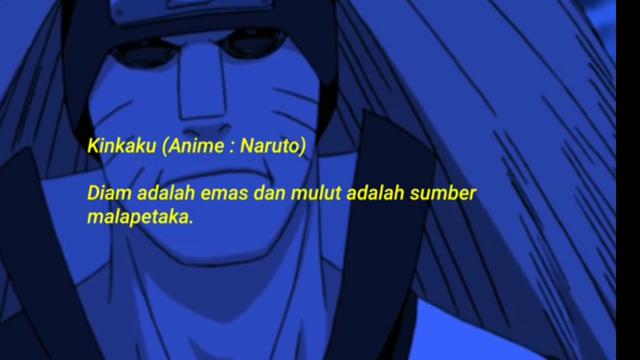 Kinkaku (Anime : Naruto)
Diam adalah emas dan mulut adalah sumber
malapetaka.